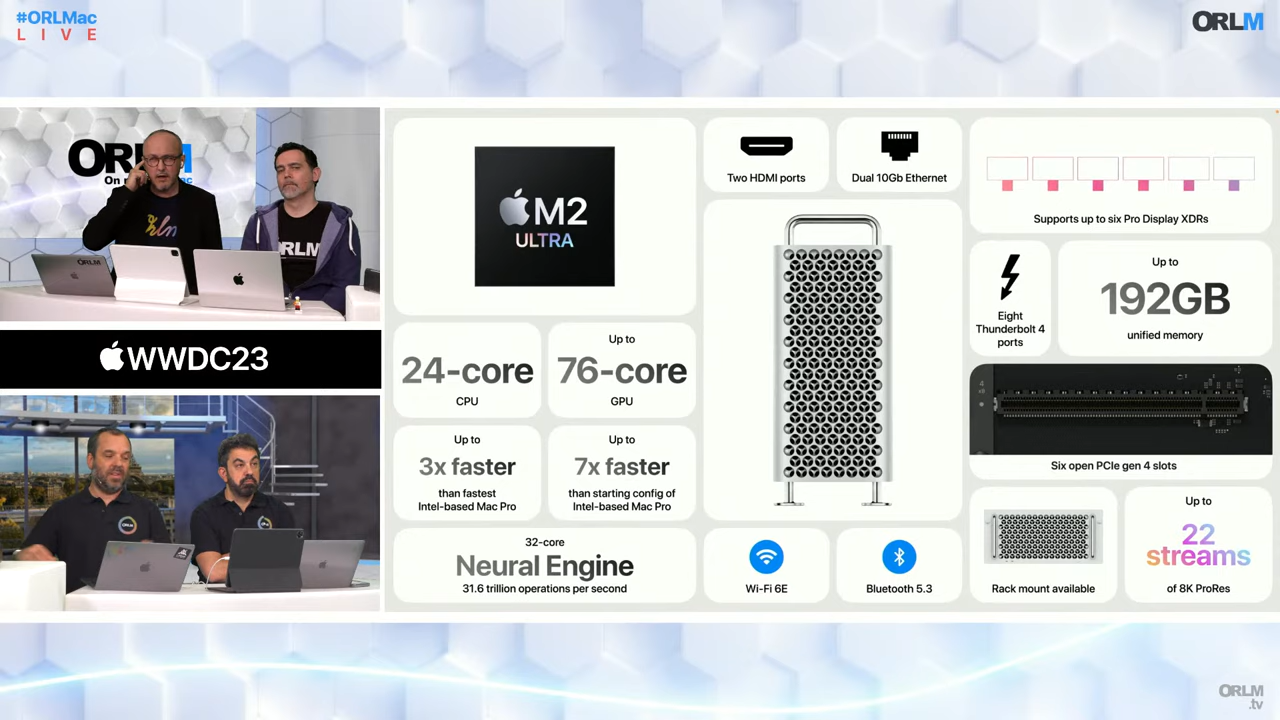 #ORLMac
LIVE
ORLM
ORLM
On
ORLM
ORLM
WWDC23
ORLM
M2
ULTRA
24-core
CPU
Up to
76-core
GPU
Up to
3x faster
than fastest
Intel-based Mac Pro
Up to
7x faster
than starting config of
Intel-based Mac Pro
32-core
Neural Engine
31.6 trillion operations per second
Two HDMI ports
Dual 10Gb Ethernet
Wi-Fi 6E
Bluetooth 5.3
Supports up to six Pro Display XDRs
Eight
Thunderbolt 4
ports
Up to
192GB
unified memory
Six open PCIe gen 4 slots
Rack mount available
Up to
22
streams
of 8K ProRes
ORLM
.tv